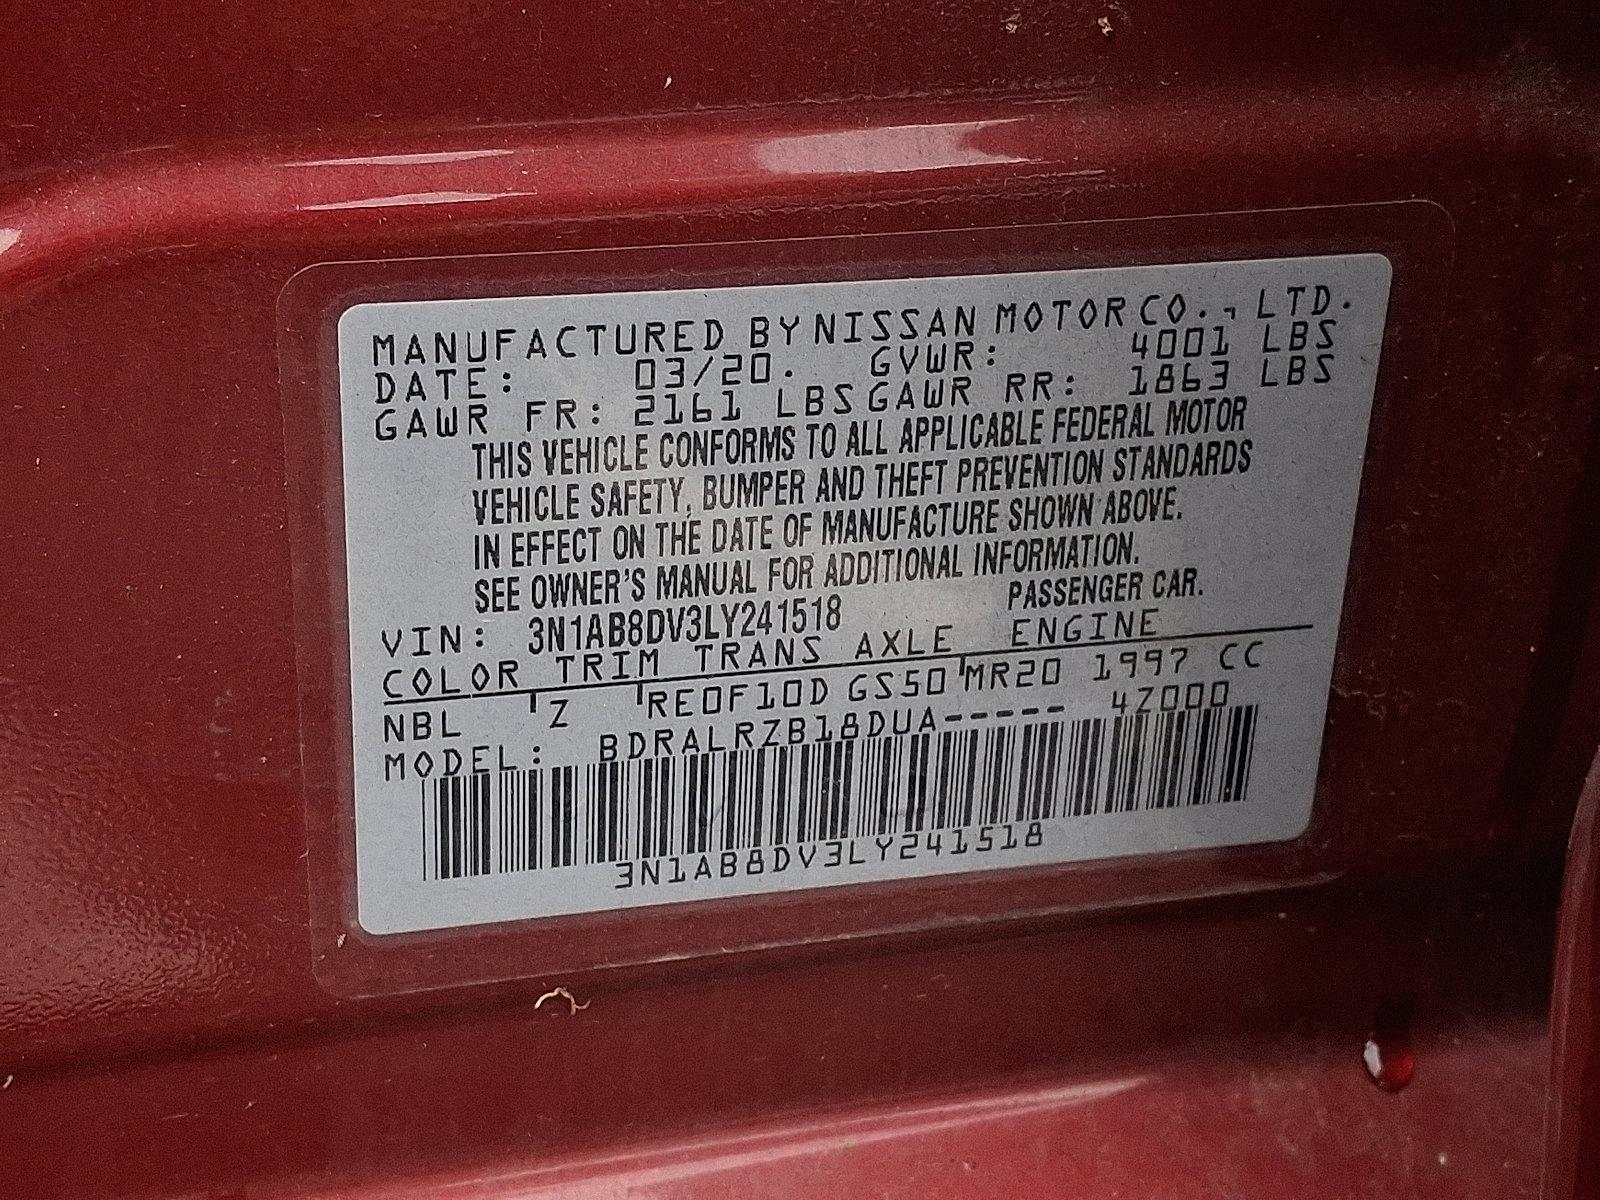 MANUFACTURED BY NISSAN MOTOR CO., LTD.
DATE: 03/20. GVWR: 4001 LBS
GAWR FR: 2161 LBS GAWR RR: 1863 LBS
THIS VEHICLE CONFORMS TO ALL APPLICABLE FEDERAL MOTOR
VEHICLE SAFETY, BUMPER AND THEFT PREVENTION STANDARDS
IN EFFECT ON THE DATE OF MANUFACTURE SHOWN ABOVE.
SEE OWNER'S MANUAL FOR ADDITIONAL INFORMATION.
VIN: 3N1AB8DV3LY241518 PASSENGER CAR.
COLOR TRIM TRANS AXLE ENGINE
NBL Z RE0F10D GS50 MR20 1997 CC
MODEL: BDRALRZB18DUA----- 4Z000
3N1AB8DV3LY241518